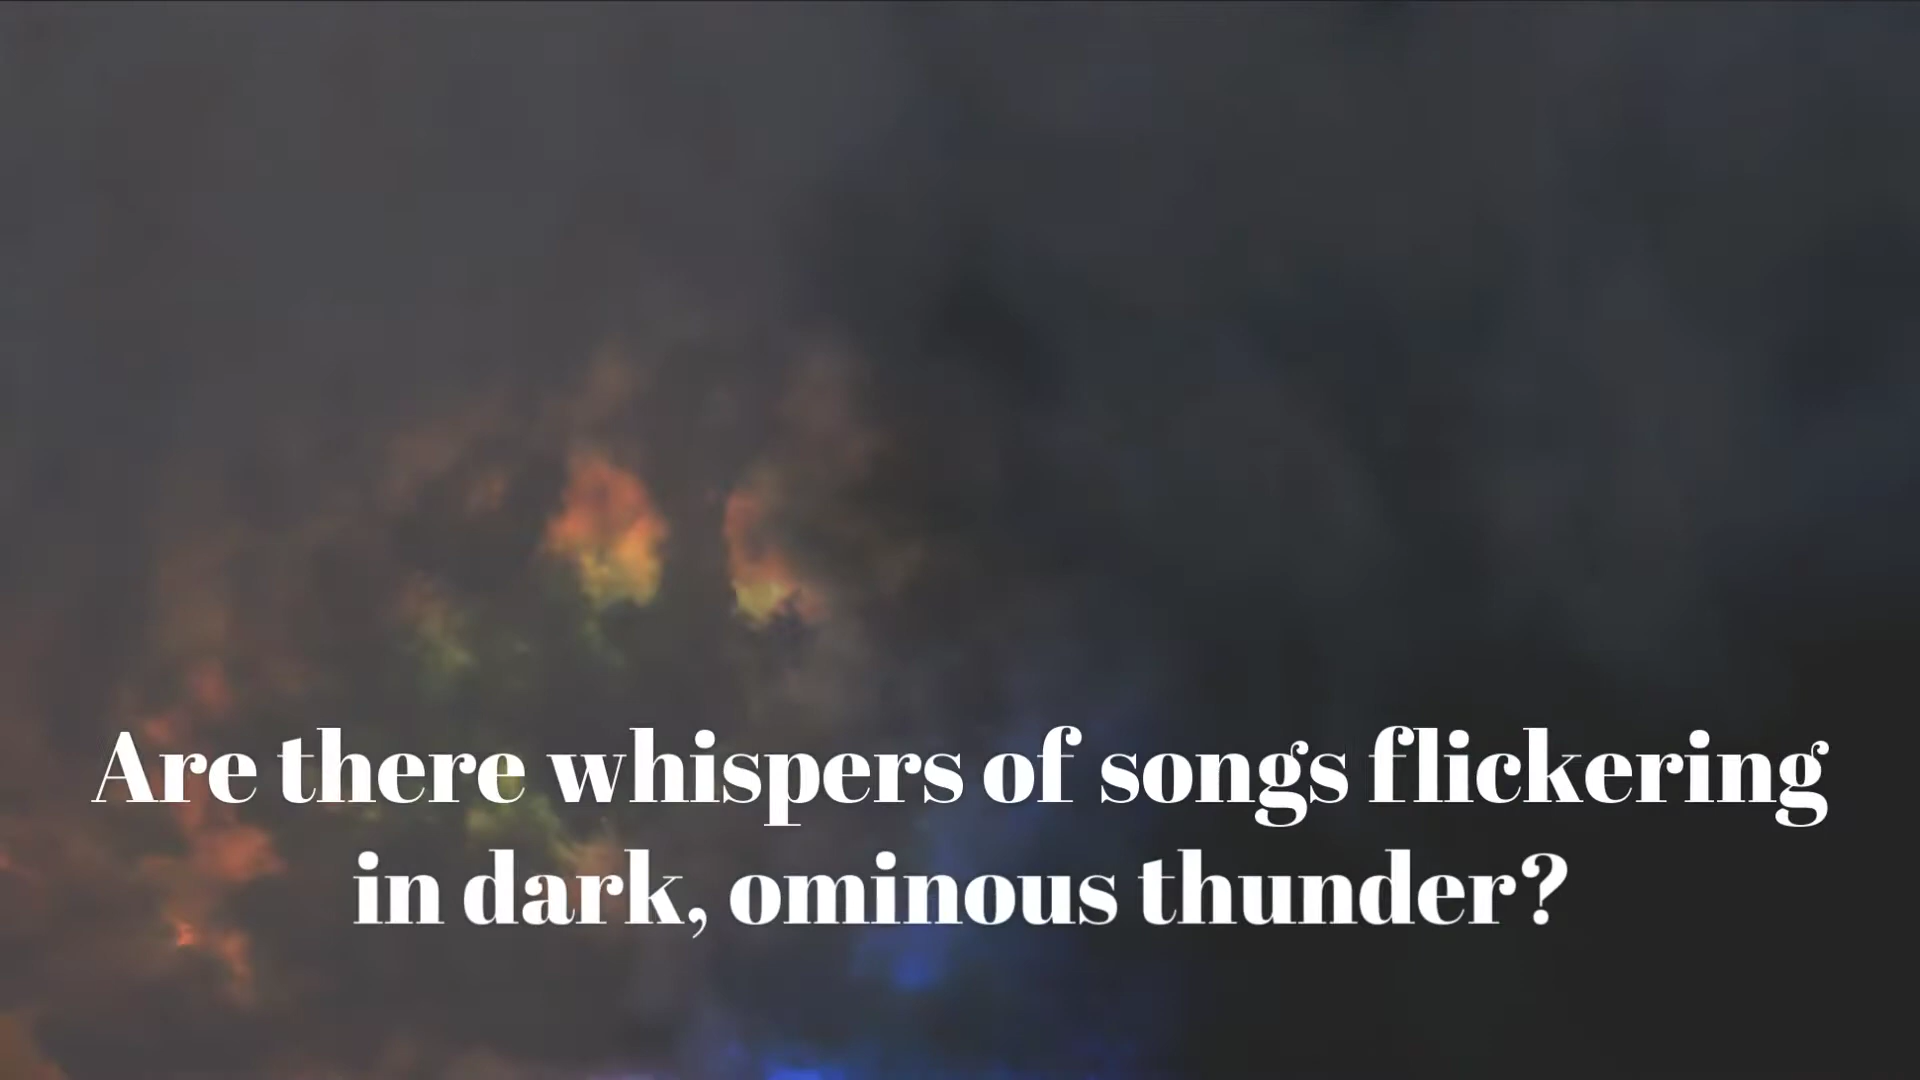 Are there whispers of songs flickering
in dark, ominous thunder?